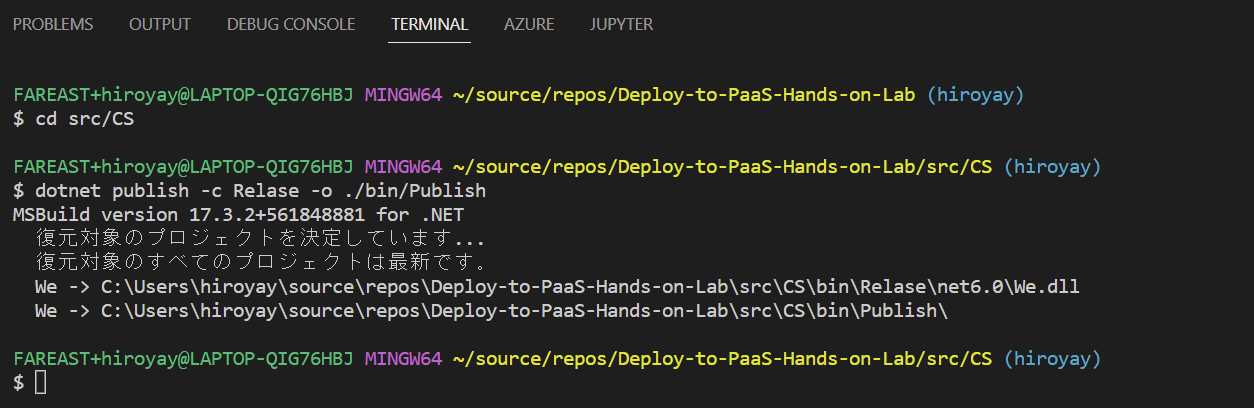 PROBLEMS OUTPUT DEBUG CONSOLE TERMINAL AZURE JUPYTER
FAREAST+hiroyay@LAPTOP-QIG76HBJ MINGW64 ~/source/repos/Deploy-to-PaaS-Hands-on-Lab (hiroyay)
$ cd src/CS
FAREAST+hiroyay@LAPTOP-QIG76HBJ MINGW64 ~/source/repos/Deploy-to-PaaS-Hands-on-Lab/src/CS (hiroyay)
$ dotnet publish -c Relase -o ./bin/Publish
MSBuild version 17.3.2+561848881 for .NET
  復元対象のプロジェクトを決定しています...
  復元対象のすべてのプロジェクトは最新です。
  We -> C:\Users\hiroyay\source\repos\Deploy-to-PaaS-Hands-on-Lab\src\CS\bin\Relase\net6.0\We.dll
  We -> C:\Users\hiroyay\source\repos\Deploy-to-PaaS-Hands-on-Lab\src\CS\bin\Publish\
FAREAST+hiroyay@LAPTOP-QIG76HBJ MINGW64 ~/source/repos/Deploy-to-PaaS-Hands-on-Lab/src/CS (hiroyay)
$